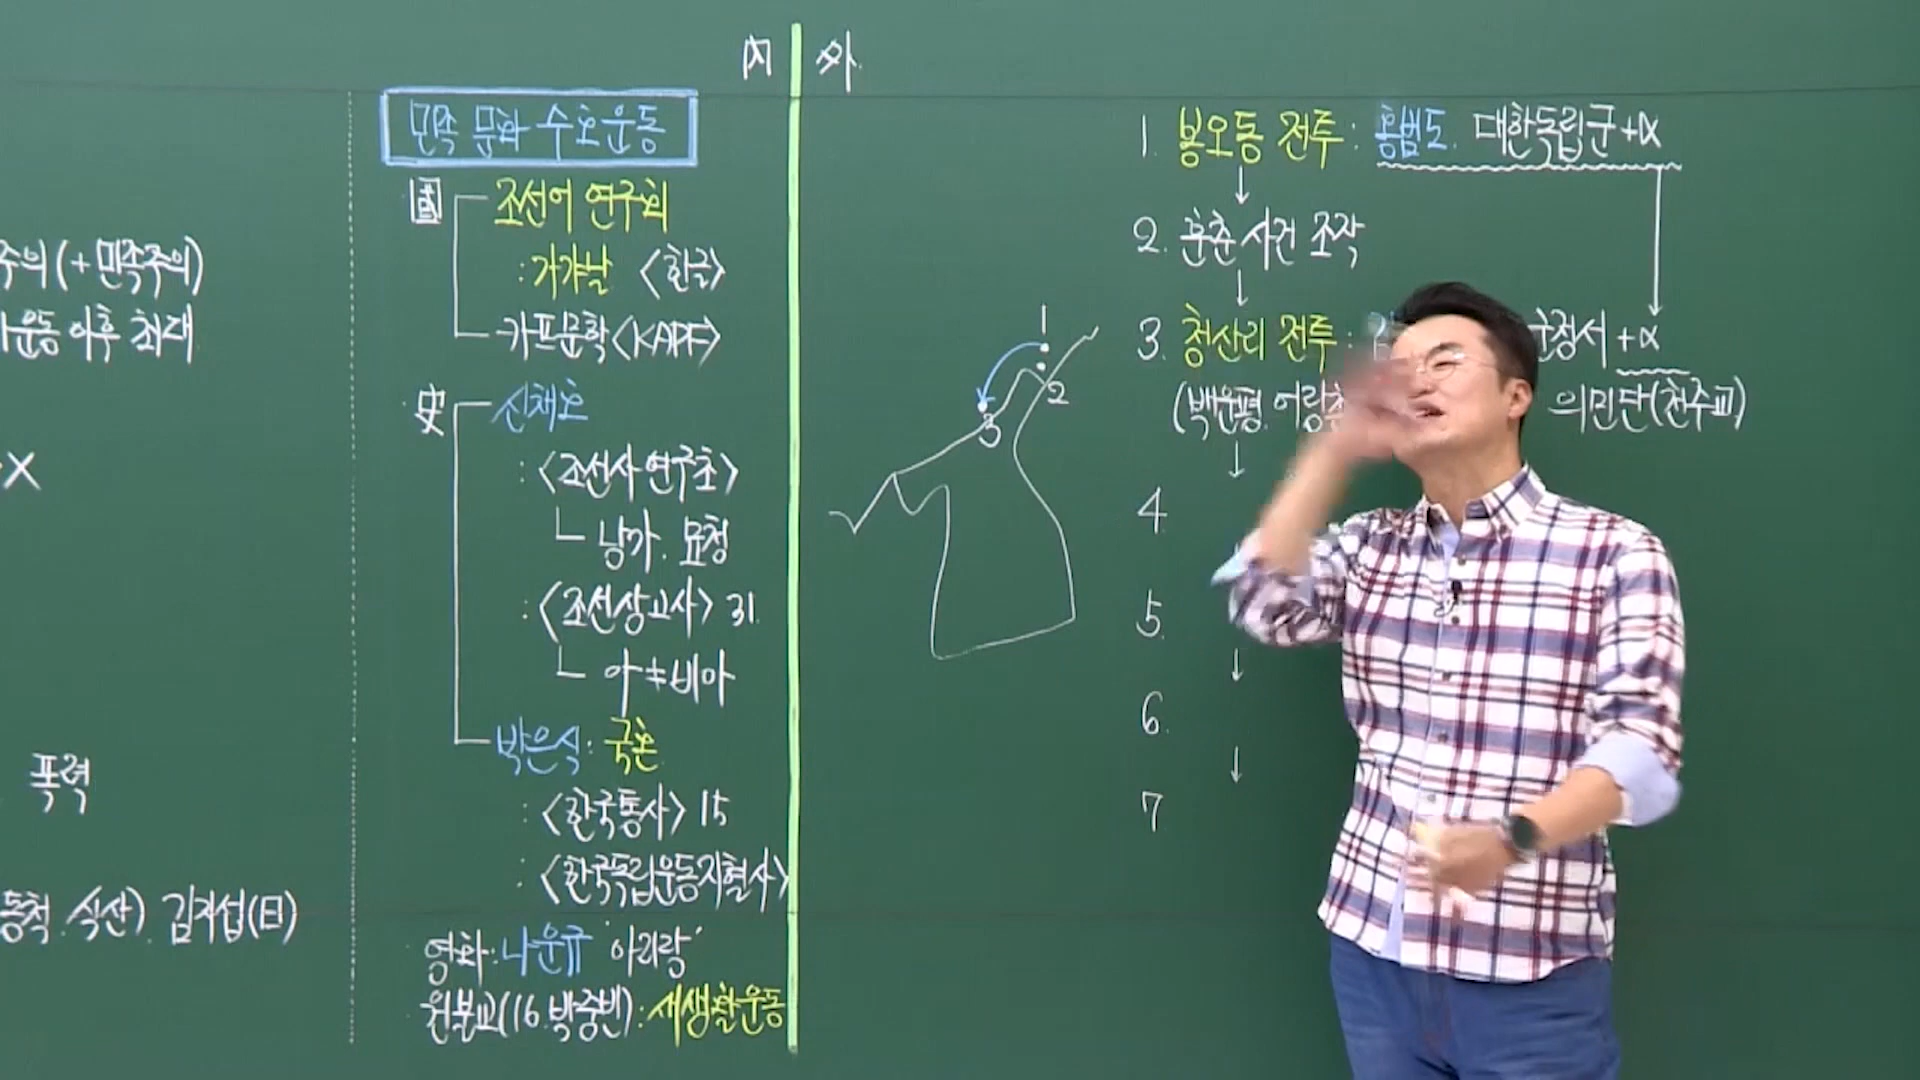 內 外
주의(+민족주의)
운동 이후 최대
X
폭력
동척. 식산). 김지섭(日)
민족 문화 수호운동
國 조선어 연구회
: 가갸날 <한글>
카프문학<KAPF>
史 신채호
: <조선사연구초>
낭가. 묘청
: <조선상고사> 31.
아≠비아
박은식: 국혼
: <한국통사> 15
: <한국독립운동지혈사>
영화: 나운규 '아리랑'
원불교(16. 박중빈): 새생활운동
1
2
3
1. 봉오동 전투: 홍범도. 대한독립군+α
↓
2. 훈춘사건 조작
↓
3. 청산리 전투: 군정서+α
(백운평. 어랑촌 의민단(천주교)
↓
4
5.
↓
6.
↓
7